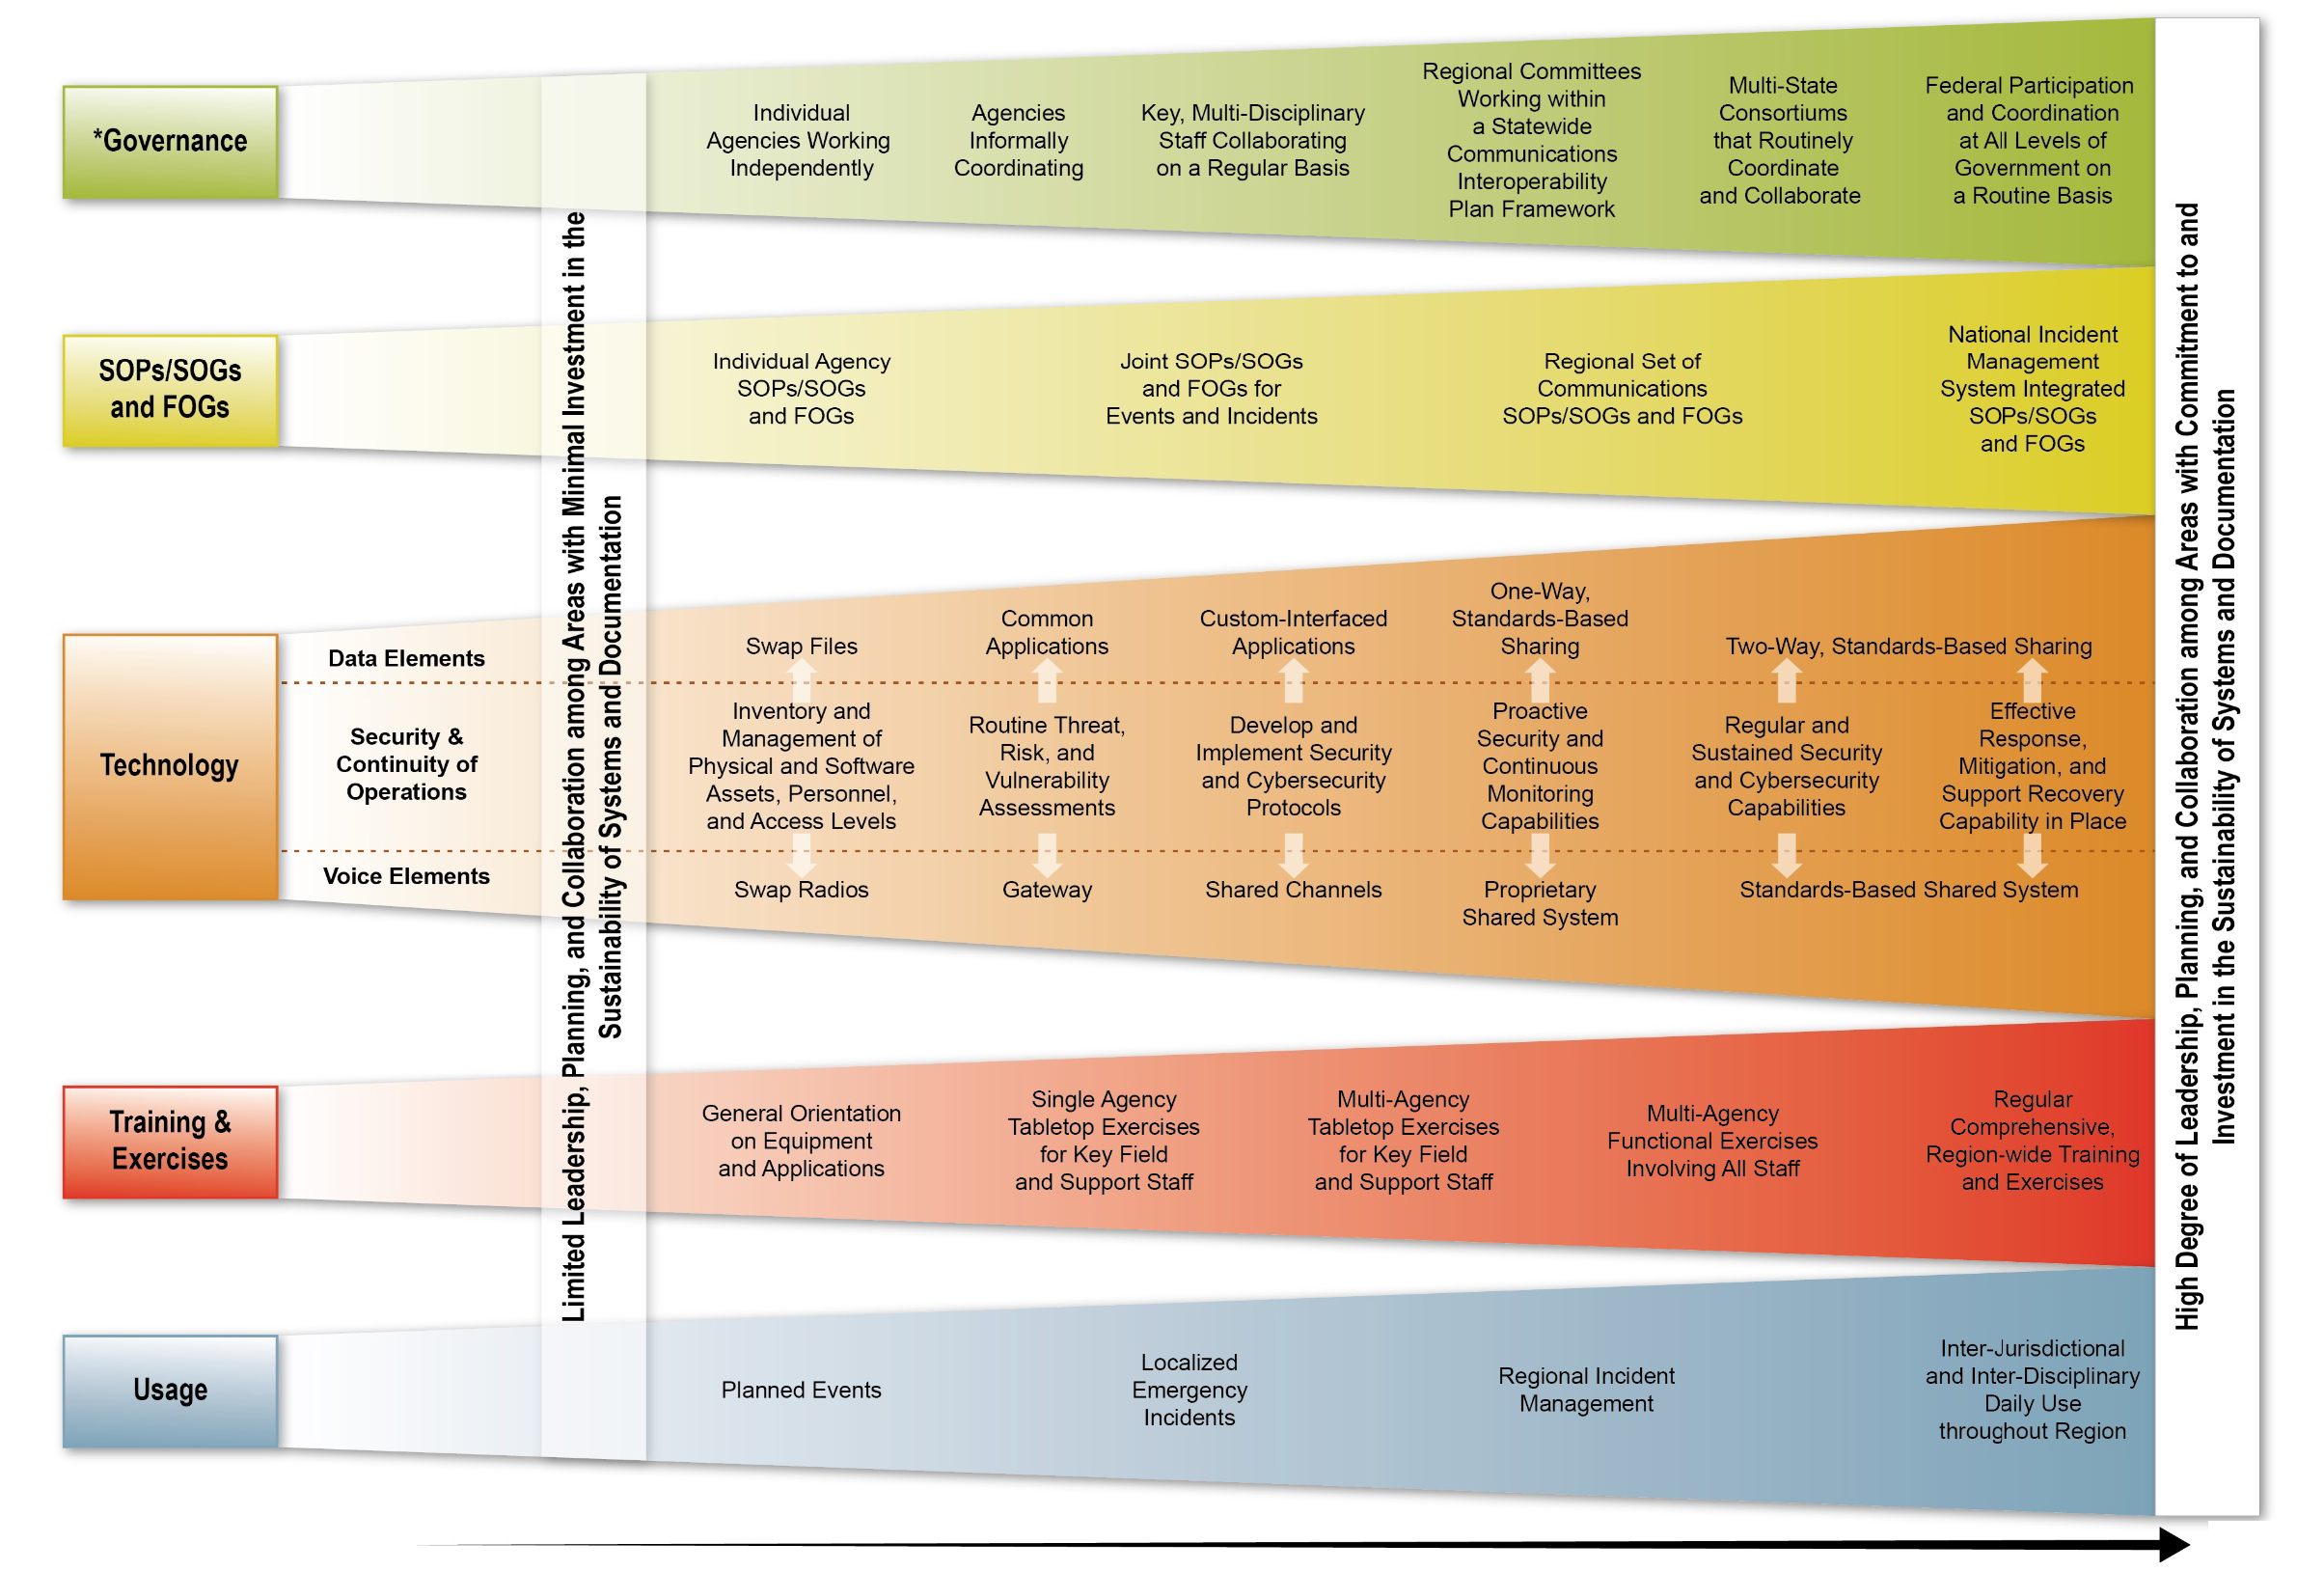 *Governance
Individual
Agencies Working
Independently
Agencies
Informally
Coordinating
Key, Multi-Disciplinary
Staff Collaborating
on a Regular Basis
Regional Committees
Working within
a Statewide
Communications
Interoperability
Plan Framework
Multi-State
Consortiums
that Routinely
Coordinate
and Collaborate
Federal Participation
and Coordination
at All Levels of
Government on
a Routine Basis
SOPs/SOGs
and FOGs
Individual Agency
SOPs/SOGs
and FOGs
Joint SOPs/SOGs
and FOGs for
Events and Incidents
Regional Set of
Communications
SOPs/SOGs and FOGs
National Incident
Management
System Integrated
SOPs/SOGs
and FOGs
Technology
Data Elements
Swap Files
Common
Applications
Custom-Interfaced
Applications
One-Way,
Standards-Based
Sharing
Two-Way, Standards-Based Sharing
Security &
Continuity of
Operations
Inventory and
Management of
Physical and Software
Assets, Personnel,
and Access Levels
Routine Threat,
Risk, and
Vulnerability
Assessments
Develop and
Implement Security
and Cybersecurity
Protocols
Proactive
Security and
Continuous
Monitoring
Capabilities
Regular and
Sustained Security
and Cybersecurity
Capabilities
Effective
Response,
Mitigation, and
Support Recovery
Capability in Place
Voice Elements
Swap Radios
Gateway
Shared Channels
Proprietary
Shared System
Standards-Based Shared System
Training &
Exercises
General Orientation
on Equipment
and Applications
Single Agency
Tabletop Exercises
for Key Field
and Support Staff
Multi-Agency
Tabletop Exercises
for Key Field
and Support Staff
Multi-Agency
Functional Exercises
Involving All Staff
Regular
Comprehensive,
Region-wide Training
and Exercises
Usage
Planned Events
Localized
Emergency
Incidents
Regional Incident
Management
Inter-Jurisdictional
and Inter-Disciplinary
Daily Use
throughout Region
Limited Leadership, Planning, and Collaboration among Areas with Minimal Investment in the
Sustainability of Systems and Documentation
High Degree of Leadership, Planning, and Collaboration among Areas with Commitment to and
Investment in the Sustainability of Systems and Documentation